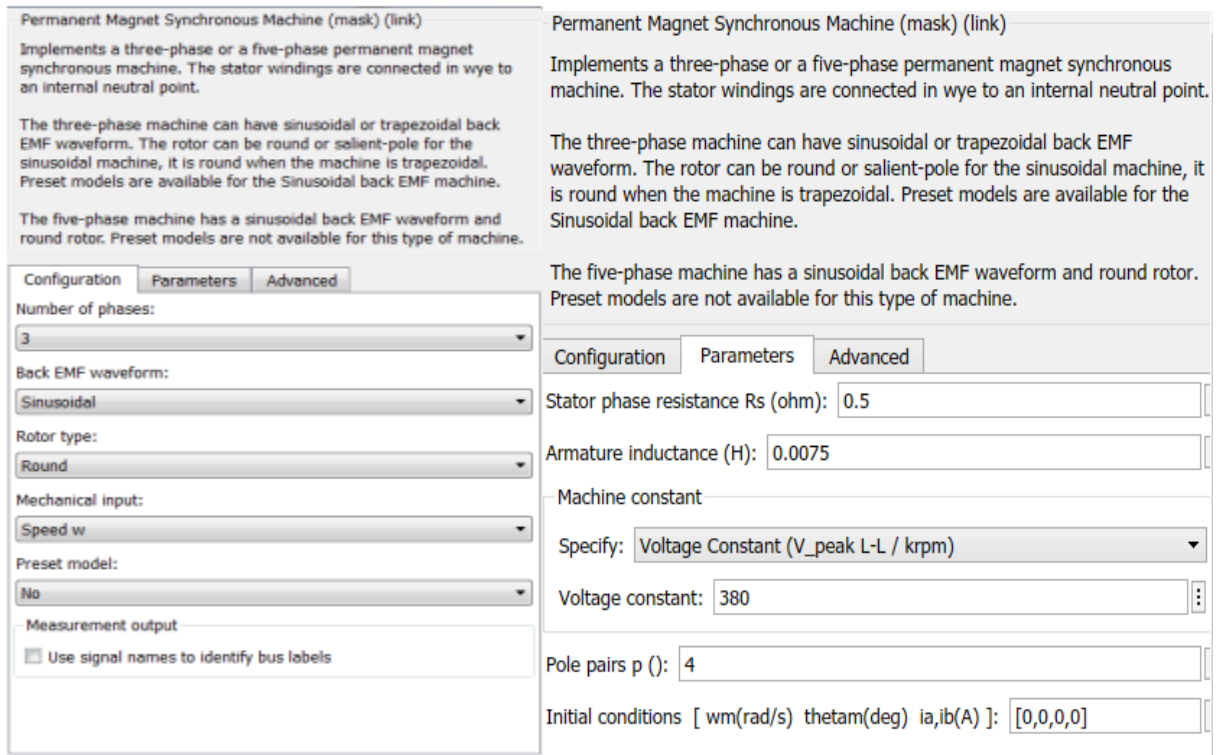 Permanent Magnet Synchronous Machine (mask) (link)
Implements a three-phase or a five-phase permanent magnet
synchronous machine. The stator windings are connected in wye to
an internal neutral point.
The three-phase machine can have sinusoidal or trapezoidal back
EMF waveform. The rotor can be round or salient-pole for the
sinusoidal machine, it is round when the machine is trapezoidal.
Preset models are available for the Sinusoidal back EMF machine.
The five-phase machine has a sinusoidal back EMF waveform and
round rotor. Preset models are not available for this type of machine.
Configuration Parameters Advanced
Number of phases:
3
Back EMF waveform:
Sinusoidal
Rotor type:
Round
Mechanical input:
Speed w
Preset model:
No
Measurement output
Use signal names to identify bus labels
Permanent Magnet Synchronous Machine (mask) (link)
Implements a three-phase or a five-phase permanent magnet synchronous
machine. The stator windings are connected in wye to an internal neutral point.
The three-phase machine can have sinusoidal or trapezoidal back EMF
waveform. The rotor can be round or salient-pole for the sinusoidal machine, it
is round when the machine is trapezoidal. Preset models are available for the
Sinusoidal back EMF machine.
The five-phase machine has a sinusoidal back EMF waveform and round rotor.
Preset models are not available for this type of machine.
Configuration Parameters Advanced
Stator phase resistance Rs (ohm): 0.5
Armature inductance (H): 0.0075
Machine constant
Specify: Voltage Constant (V_peak L-L / krpm)
Voltage constant: 380
Pole pairs p (): 4
Initial conditions [ wm(rad/s) thetam(deg) ia,ib(A) ]: [0,0,0,0]